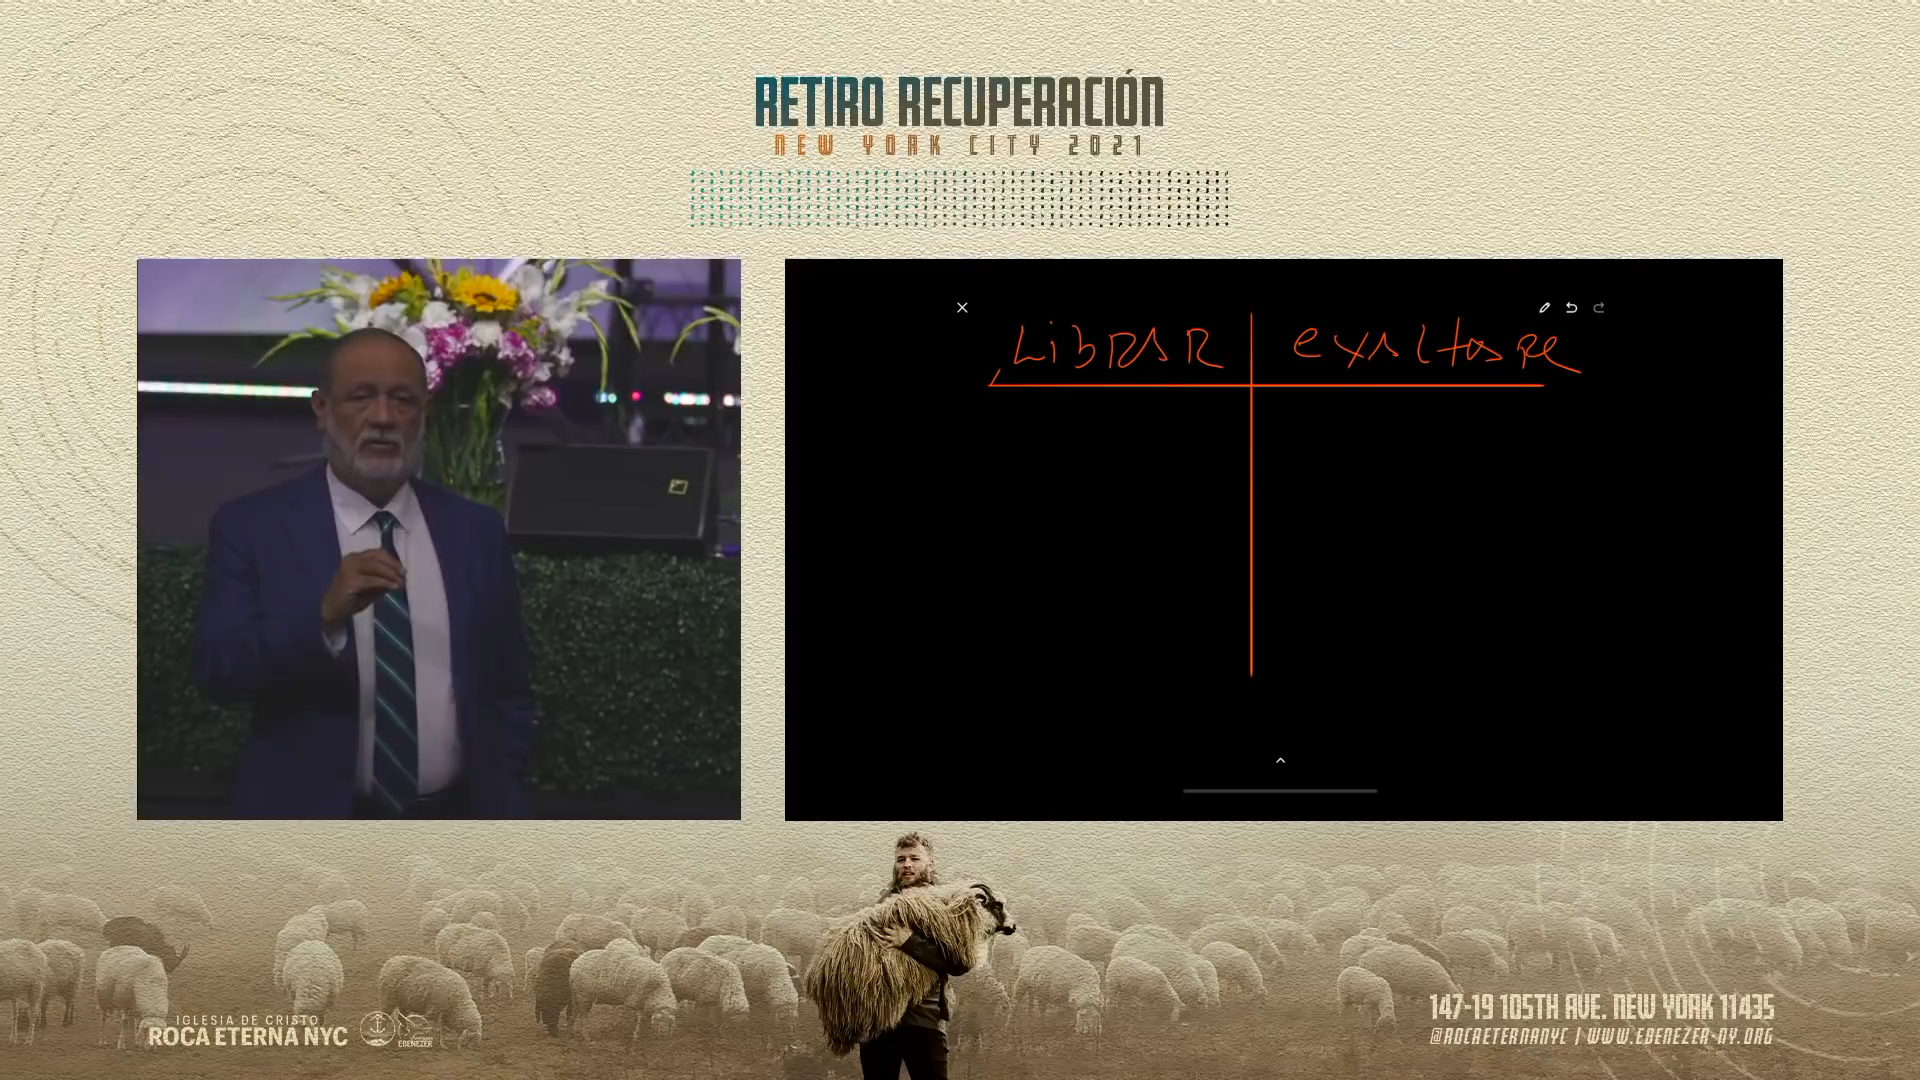 RETIRO RECUPERACIÓN
NEW YORK CITY 2021
LibRAR exaltaRe
IGLESIA DE CRISTO
ROCA ETERNA NYC
EBENEZER
147-19 105TH AVE. NEW YORK 11435
@ROCAETERNANYC | WWW.EBENEZER-NY.ORG